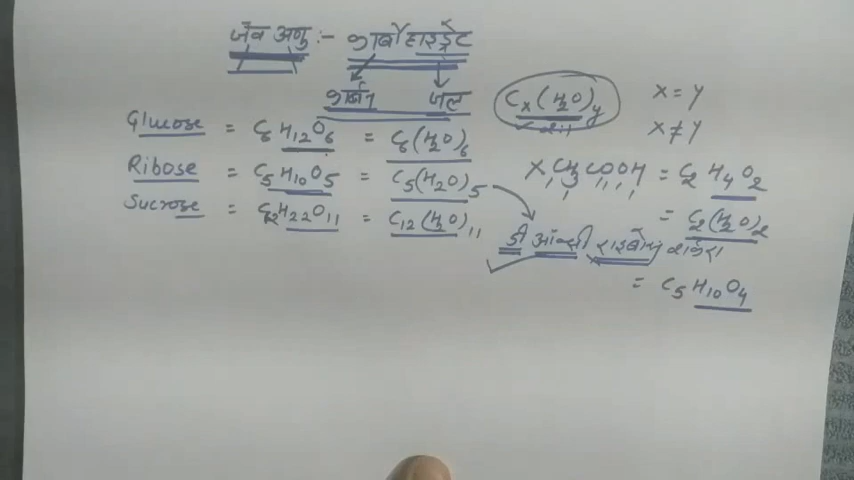 जैव अणु :- कार्बोहाइड्रेट
कार्बन जल
Cx(H2O)y x = y
x ≠ y
Glucose = C6H12O6 = C6(H2O)6
Ribose = C5H10O5 = C5(H2O)5
Sucrose = C12H22O11 = C12(H2O)11
X, CH3COOH = C2H4O2
= C2(H2O)2
डी ऑक्सी राइबोज शर्करा
= C5H10O4